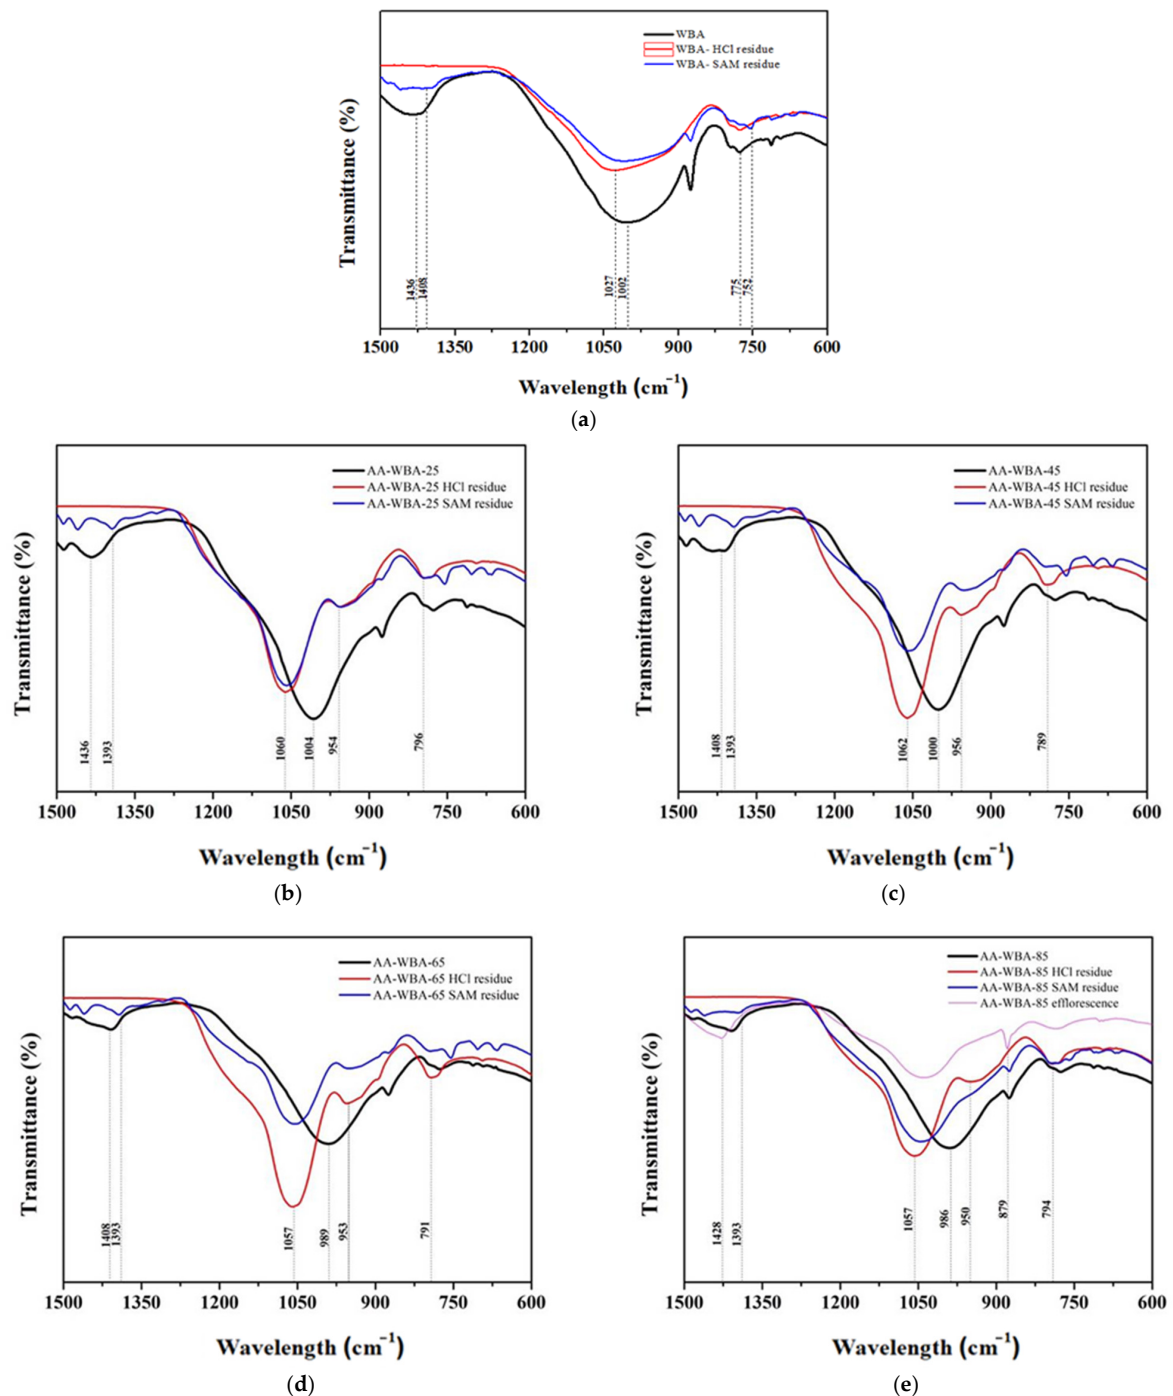 WBA
WBA- HCl residue
WBA- SAM residue
Transmittance (%)
1436
1408
1027
1002
775
752
1500 1350 1200 1050 900 750 600
Wavelength (cm⁻¹)
(a)
AA-WBA-25
AA-WBA-25 HCl residue
AA-WBA-25 SAM residue
Transmittance (%)
1436
1393
1060
1004
954
796
1500 1350 1200 1050 900 750 600
Wavelength (cm⁻¹)
(b)
AA-WBA-45
AA-WBA-45 HCl residue
AA-WBA-45 SAM residue
Transmittance (%)
1408
1393
1062
1000
956
789
1500 1350 1200 1050 900 750 600
Wavelength (cm⁻¹)
(c)
AA-WBA-65
AA-WBA-65 HCl residue
AA-WBA-65 SAM residue
Transmittance (%)
1408
1393
1057
989
953
791
1500 1350 1200 1050 900 750 600
Wavelength (cm⁻¹)
(d)
AA-WBA-85
AA-WBA-85 HCl residue
AA-WBA-85 SAM residue
AA-WBA-85 efflorescence
Transmittance (%)
1428
1393
1057
986
950
879
794
1500 1350 1200 1050 900 750 600
Wavelength (cm⁻¹)
(e)